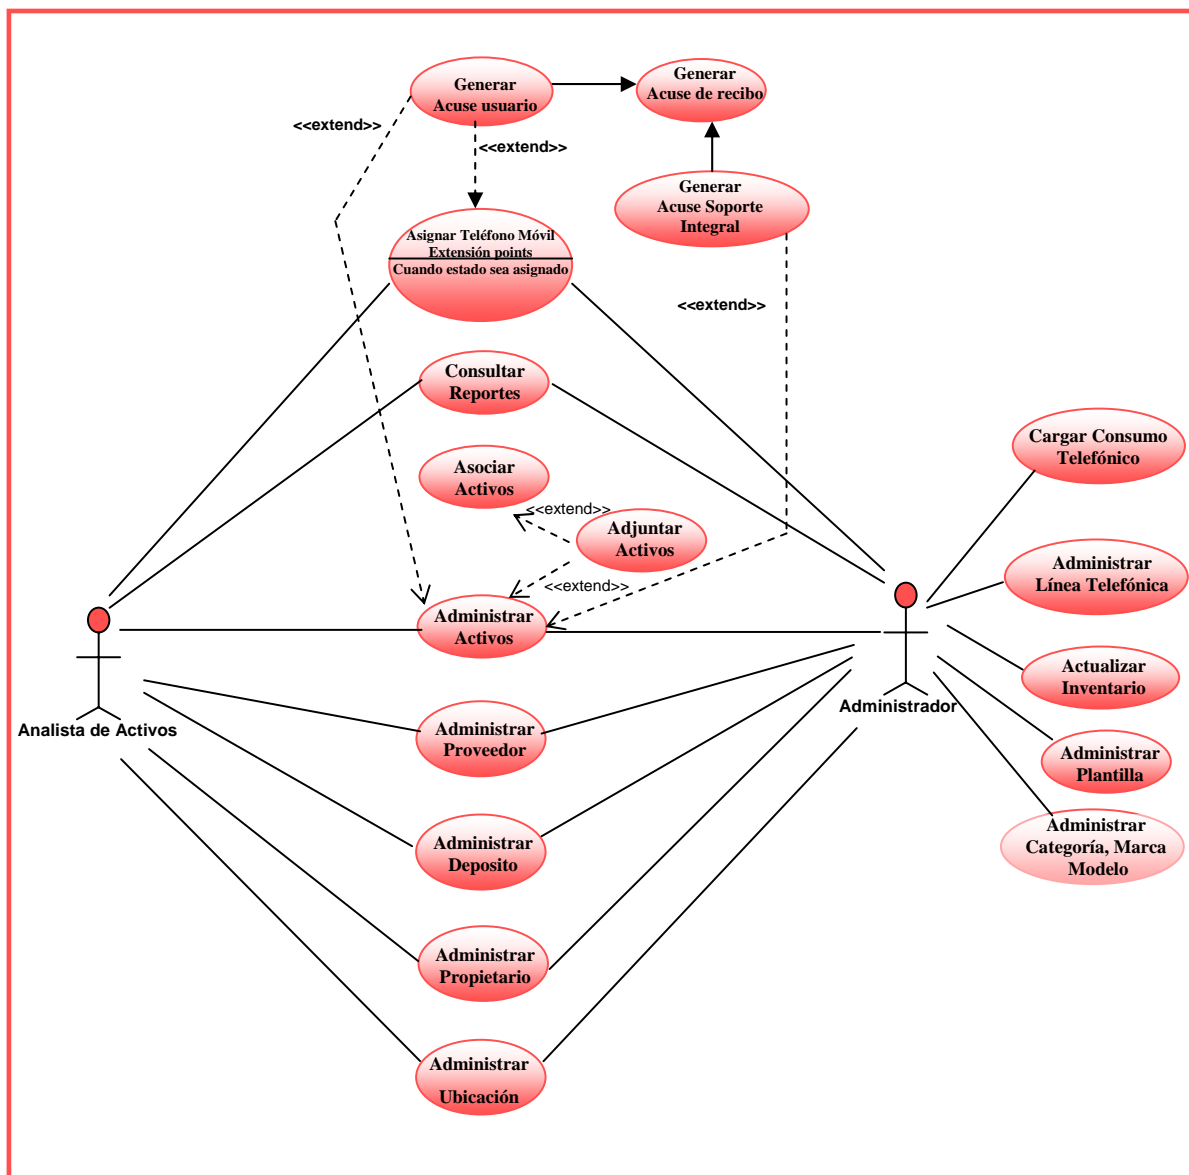 Generar
Acuse usuario
Generar
Acuse de recibo
<<extend>>
<<extend>>
Generar
Acuse Soporte
Integral
Asignar Teléfono Móvil
Extensión points
Cuando estado sea asignado
<<extend>>
Consultar
Reportes
Cargar Consumo
Telefónico
Asociar
Activos
<<extend>>
Adjuntar
Activos
<<extend>>
Administrar
Línea Telefónica
Administrar
Activos
Actualizar
Inventario
Analista de Activos
Administrador
Administrar
Proveedor
Administrar
Plantilla
Administrar
Categoría, Marca
Modelo
Administrar
Deposito
Administrar
Propietario
Administrar
Ubicación